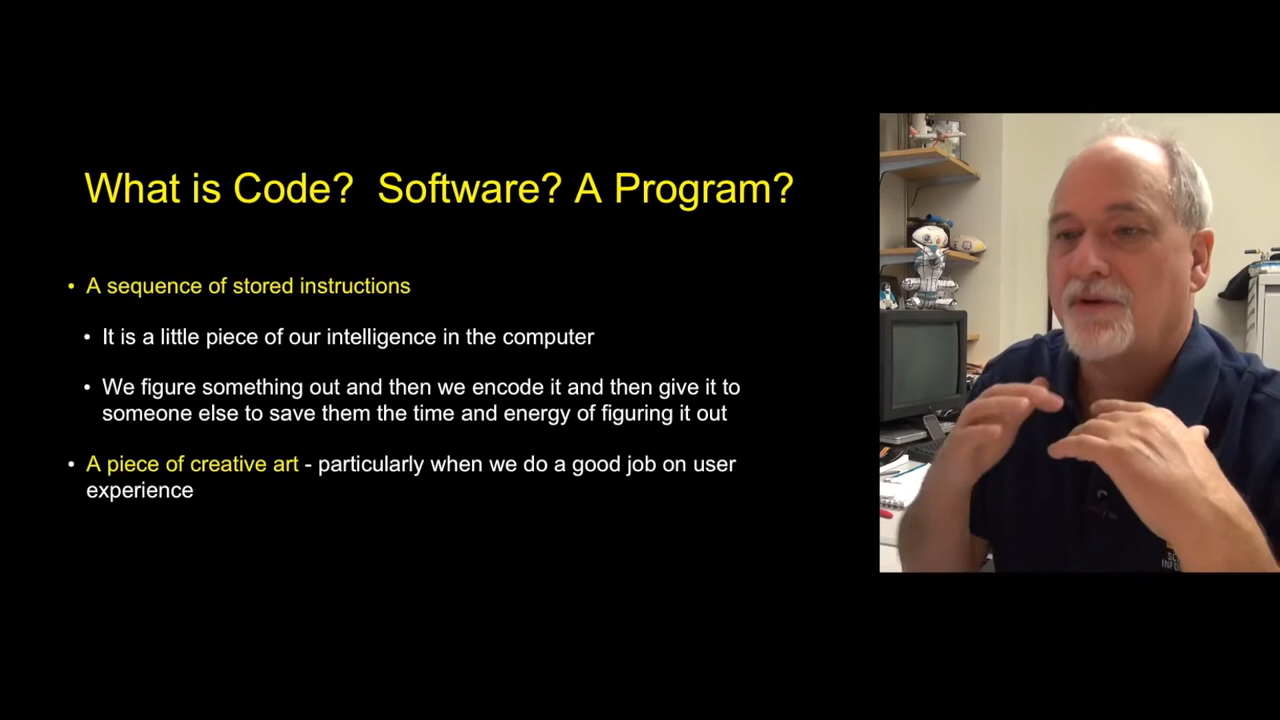 What is Code?  Software? A Program?
• A sequence of stored instructions
• It is a little piece of our intelligence in the computer
• We figure something out and then we encode it and then give it to
someone else to save them the time and energy of figuring it out
• A piece of creative art - particularly when we do a good job on user
experience